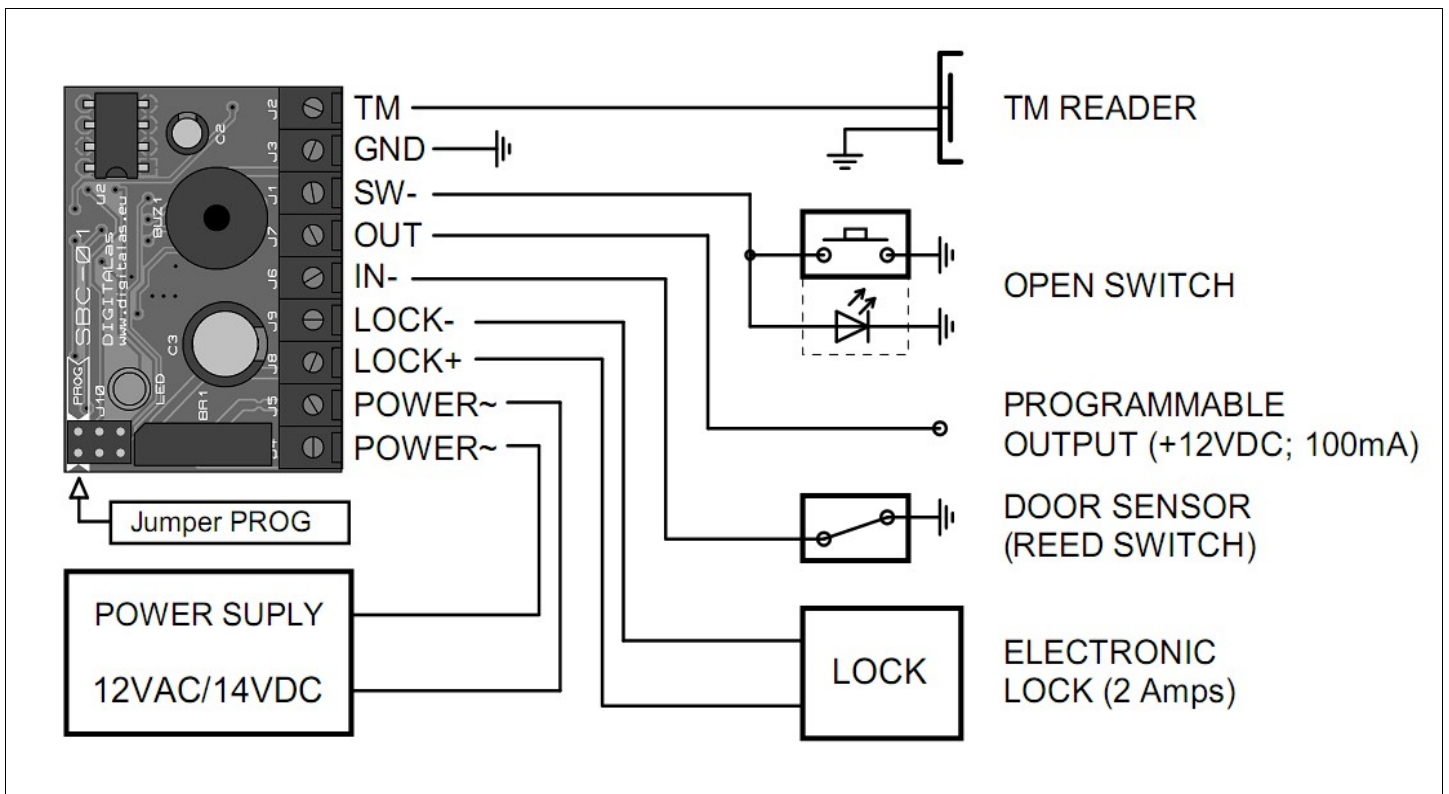 TM
GND
SW-
OUT
IN-
LOCK-
LOCK+
POWER~
POWER~
J2
J3
J1
J7
J6
J9
J8
J5
J4
C2
U2
BUZ1
SBC-01
DIGITALas
www.digitalas.eu
C3
PROG
J10
LED
BR1
Jumper PROG
POWER SUPLY
12VAC/14VDC
TM READER
OPEN SWITCH
PROGRAMMABLE
OUTPUT (+12VDC; 100mA)
DOOR SENSOR
(REED SWITCH)
LOCK
ELECTRONIC
LOCK (2 Amps)